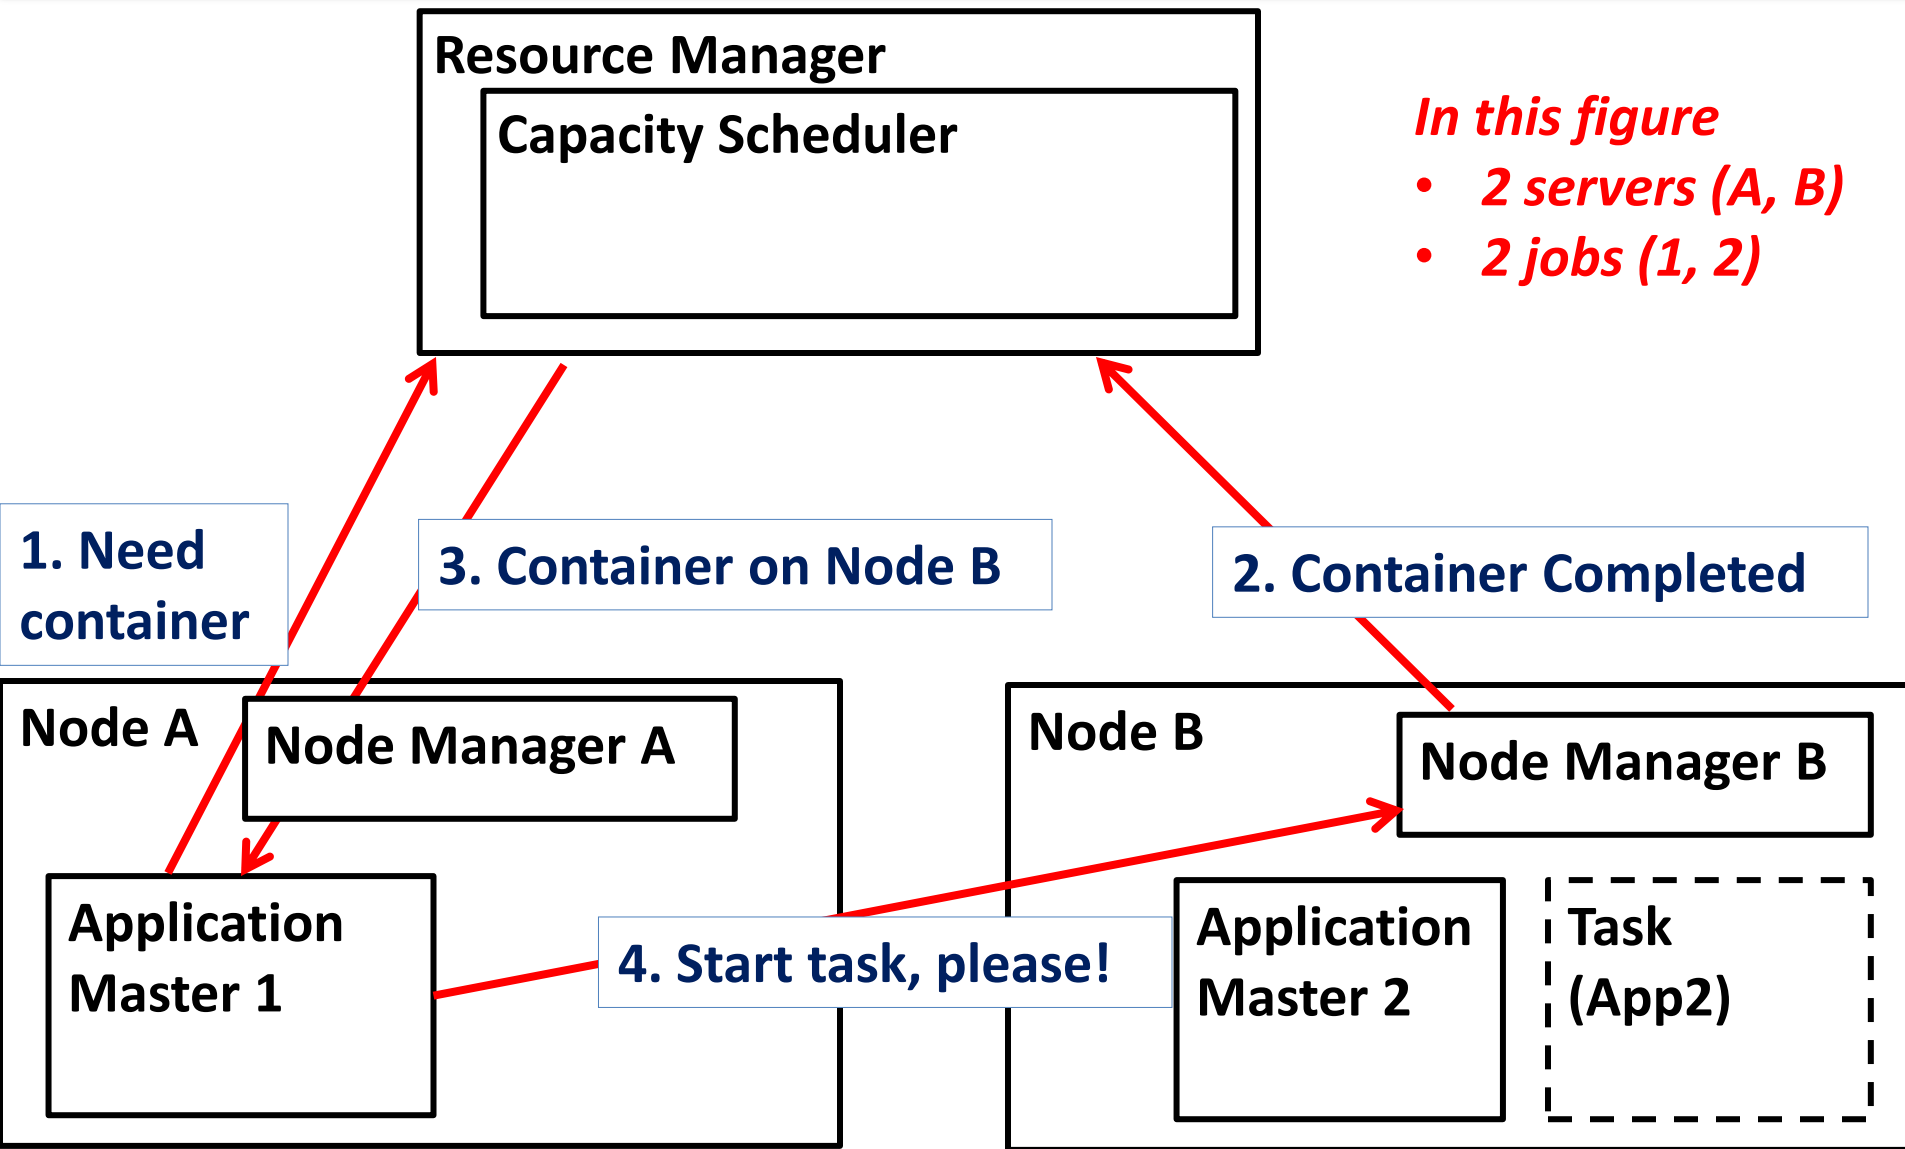 Resource Manager
Capacity Scheduler
In this figure
• 2 servers (A, B)
• 2 jobs (1, 2)
1. Need
container
3. Container on Node B
2. Container Completed
Node A
Node Manager A
Node B
Node Manager B
Application
Master 1
4. Start task, please!
Application
Master 2
Task
(App2)